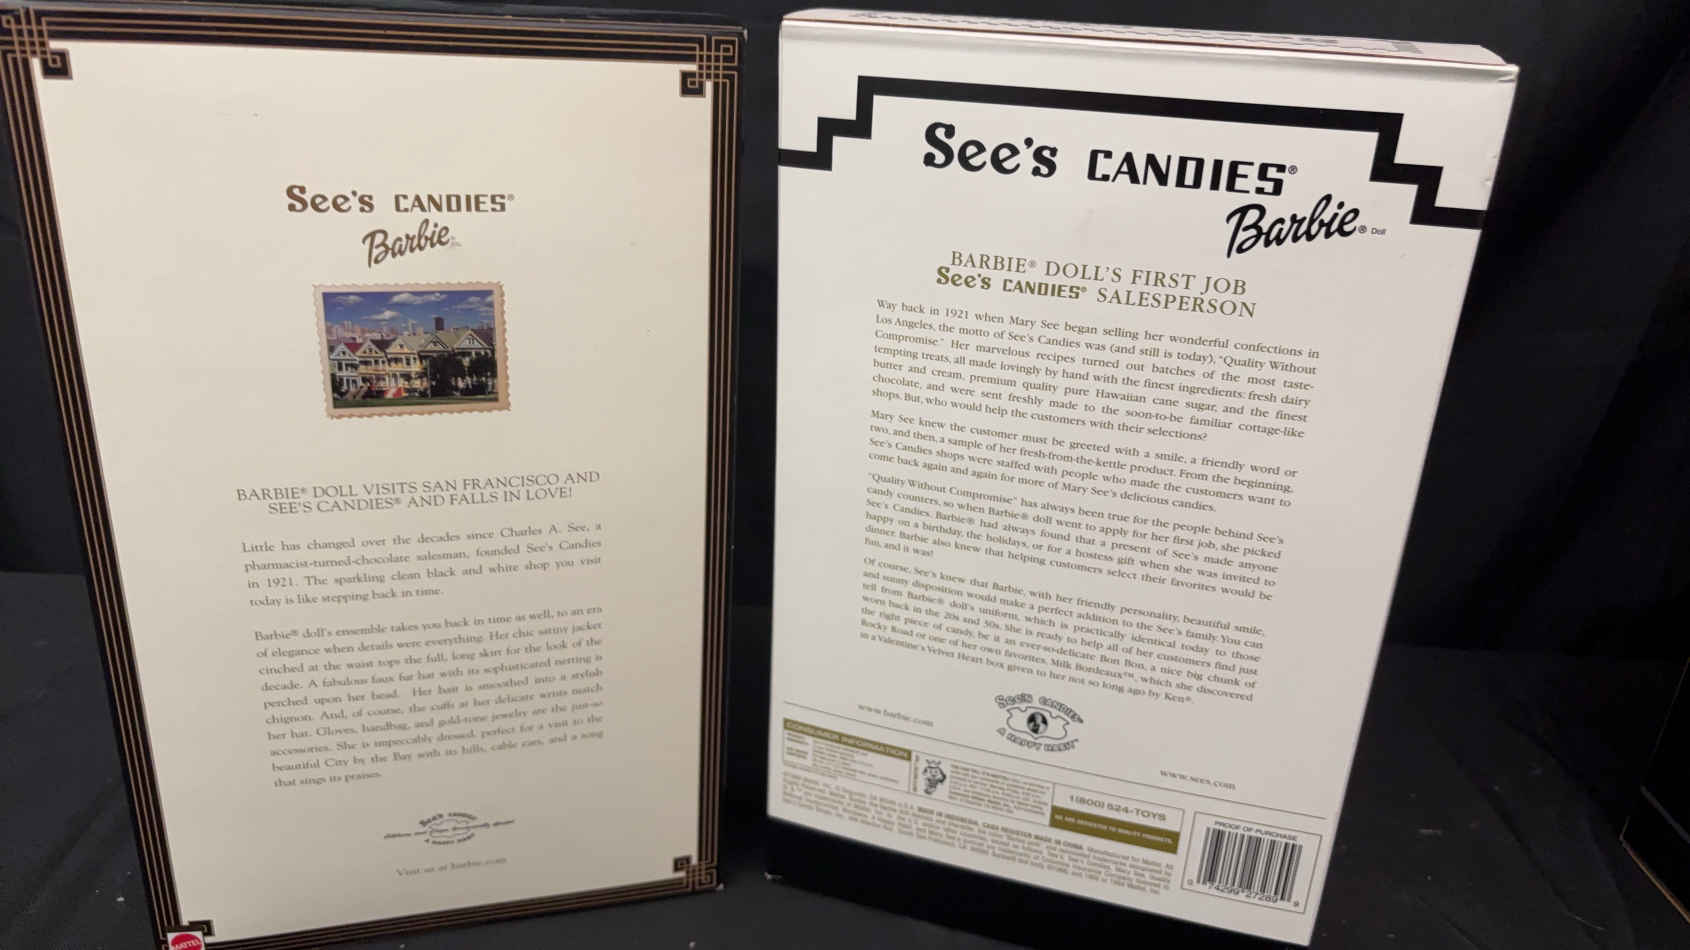 See's CANDIES®
Barbie
BARBIE® DOLL VISITS SAN FRANCISCO AND
SEE'S CANDIES® AND FALLS IN LOVE!
Little has changed over the decades since Charles A. See, a
pharmacist-turned-chocolate salesman, founded See's Candies
in 1921. The sparkling clean black and white shop you visit
today is like stepping back in time.
Barbie® doll's ensemble takes you back in time as well, to an era
of elegance when details were everything. Her chic satiny jacket
cinched at the waist tops the full, long skirt for the look of the
decade. A fabulous faux fur hat with its sophisticated netting is
perched upon her head. Her hair is smoothed into a stylish
chignon. And, of course, the cuffs at her delicate wrists match
her hat. Gloves, handbag, and gold-tone jewelry are the just-so
accessories. She is impeccably dressed, perfect for a visit to the
beautiful City by the Bay with its hills, cable cars, and a song
that sings its praises.
See's CANDIES
A HAPPY HABIT
Visit us at barbie.com
MATTEL
See's CANDIES®
Barbie® Doll
BARBIE® DOLL'S FIRST JOB
See's CANDIES® SALESPERSON
Way back in 1921 when Mary See began selling her wonderful confections in
Los Angeles, the motto of See's Candies was (and still is today), "Quality Without
Compromise." Her marvelous recipes turned out batches of the most taste-
tempting treats, all made lovingly by hand with the finest ingredients: fresh dairy
butter and cream, premium quality pure Hawaiian cane sugar, and the finest
chocolate, and were sent freshly made to the soon-to-be familiar cottage-like
shops. But, who would help the customers with their selections?
Mary See knew the customer must be greeted with a smile, a friendly word or
two, and then, a sample of her fresh-from-the-kettle product. From the beginning,
See's Candies shops were staffed with people who made the customers want to
come back again and again for more of Mary See's delicious candies.
"Quality Without Compromise" has always been true for the people behind See's
candy counters, so when Barbie® doll went to apply for her first job, she picked
See's Candies. Barbie® had always found that a present of See's made anyone
happy on a birthday, the holidays, or for a hostess gift when she was invited to
dinner. Barbie also knew that helping customers select their favorites would be
fun, and it was!
Of course, See's knew that Barbie, with her friendly personality, beautiful smile,
and sunny disposition would make a perfect addition to the See's family. You can
tell from Barbie® doll's uniform, which is practically identical today to those
worn back in the 20s and 30s, she is ready to help all of her customers find just
the right piece of candy, be it an ever-so-delicate Bon Bon, a nice big chunk of
Rocky Road or one of her own favorites, Milk Bordeaux™, which she discovered
in a Valentine's Velvet Heart box given to her not so long ago by Ken®.
See's CANDIES®
A HAPPY HABIT
www.barbie.com
www.sees.com
CONSUMER INFORMATION
1(800) 524-TOYS
WE ARE DEDICATED TO QUALITY PRODUCTS.
MADE IN INDONESIA, CASH REGISTER MADE IN CHINA.
PROOF OF PURCHASE
0 74299 27289 9